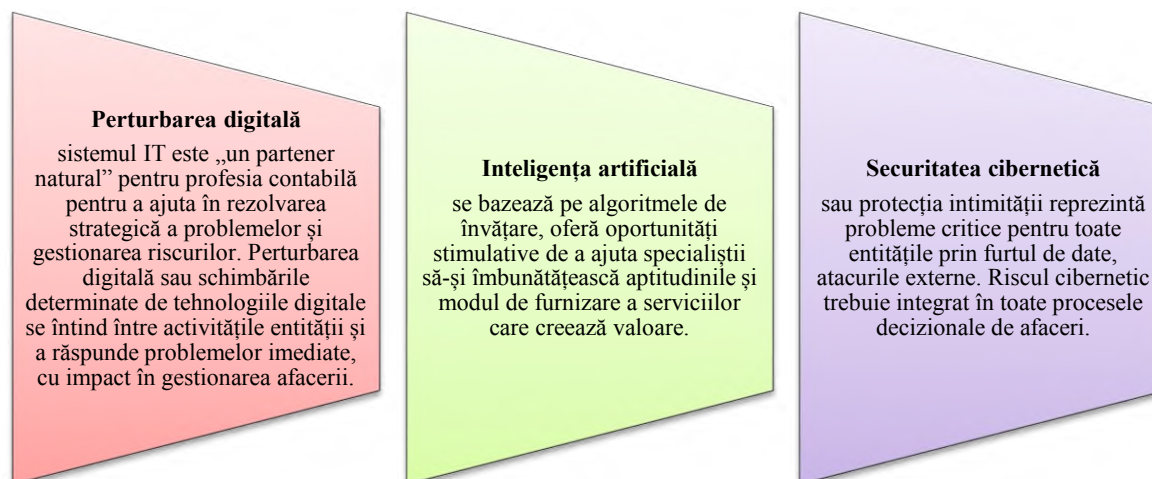 Perturbarea digitală
sistemul IT este „un partener
natural” pentru profesia contabilă
pentru a ajuta în rezolvarea
strategică a problemelor și
gestionarea riscurilor. Perturbarea
digitală sau schimbările
determinate de tehnologiile digitale
se întind între activitățile entității și
a răspunde problemelor imediate,
cu impact în gestionarea afacerii.
Inteligența artificială
se bazează pe algoritmele de
învățare, oferă oportunități
stimulative de a ajuta specialiștii
să-și îmbunătățească aptitudinile și
modul de furnizare a serviciilor
care creează valoare.
Securitatea cibernetică
sau protecția intimității reprezintă
probleme critice pentru toate
entitățile prin furtul de date,
atacurile externe. Riscul cibernetic
trebuie integrat în toate procesele
decizionale de afaceri.